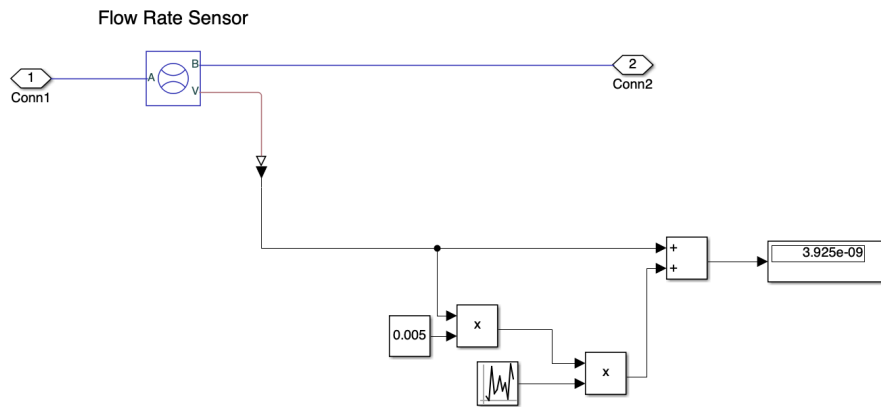 Flow Rate Sensor
1
Conn1
A
B
V
2
Conn2
+
+
3.925e-09
0.005
x
x